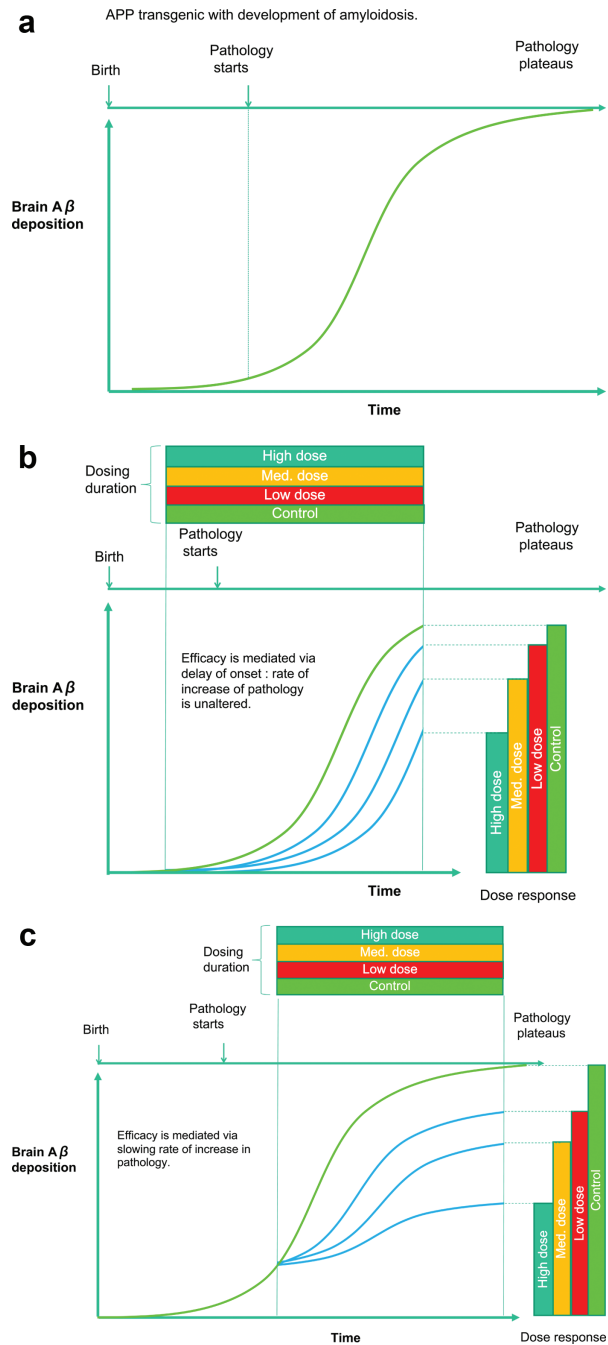 a
APP transgenic with development of amyloidosis.
Birth
Pathology
starts
Pathology
plateaus
Brain A β
deposition
Time
b
Dosing
duration
High dose
Med. dose
Low dose
Control
Birth
Pathology
starts
Pathology
plateaus
Efficacy is mediated via
delay of onset : rate of
increase of pathology
is unaltered.
Brain A β
deposition
High dose
Med. dose
Low dose
Control
Time
Dose response
c
Dosing
duration
High dose
Med. dose
Low dose
Control
Birth
Pathology
starts
Pathology
plateaus
Efficacy is mediated via
slowing rate of increase in
pathology.
Brain A β
deposition
High dose
Med. dose
Low dose
Control
Time
Dose response